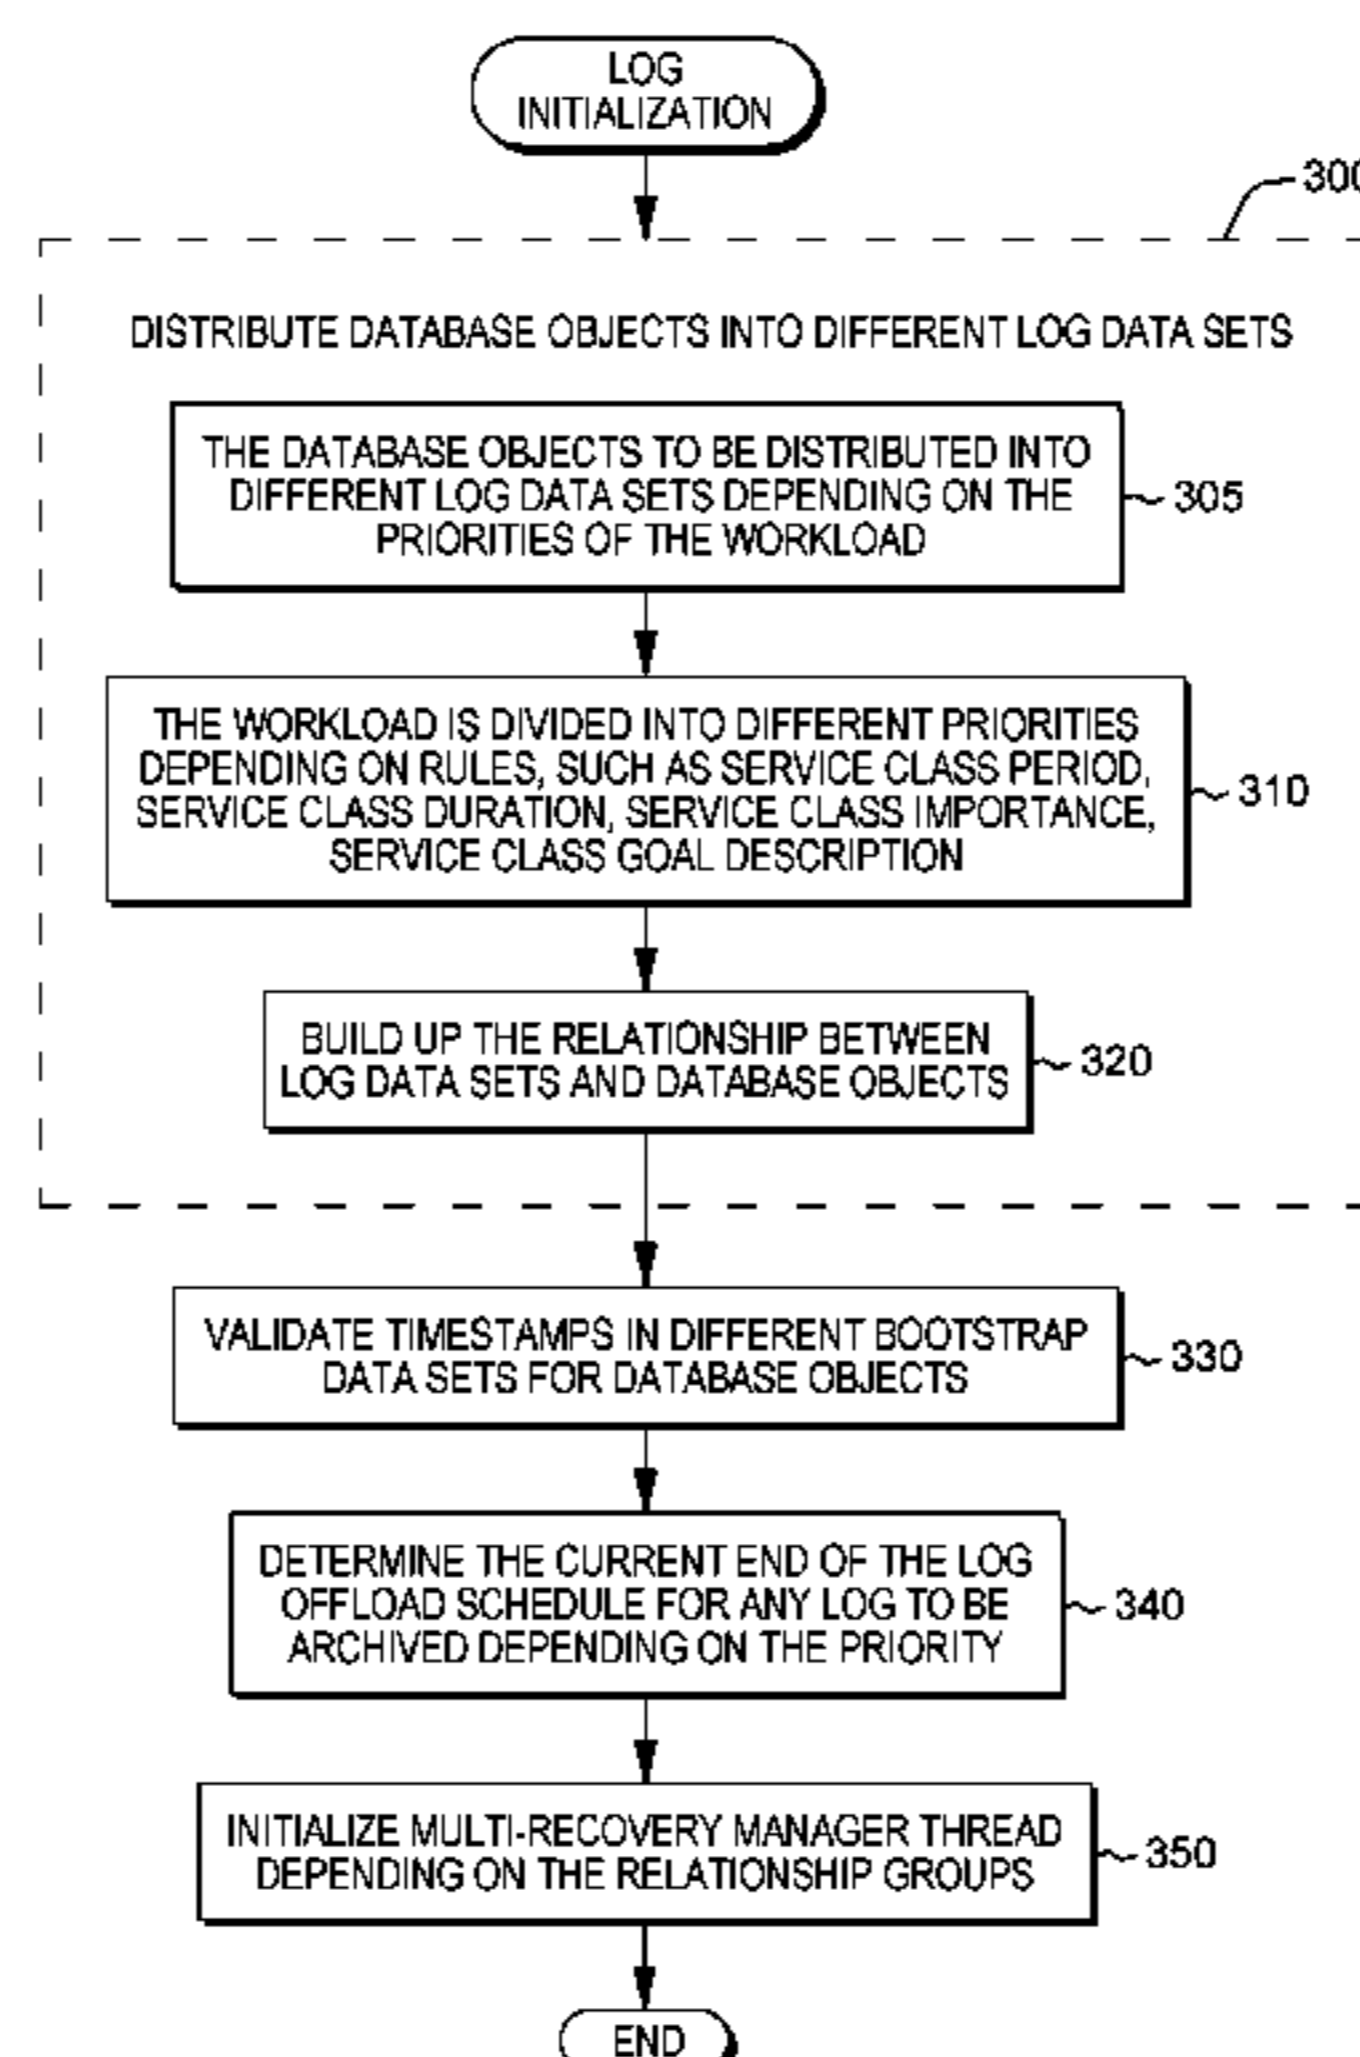 LOG
INITIALIZATION
300
DISTRIBUTE DATABASE OBJECTS INTO DIFFERENT LOG DATA SETS
THE DATABASE OBJECTS TO BE DISTRIBUTED INTO
DIFFERENT LOG DATA SETS DEPENDING ON THE
PRIORITIES OF THE WORKLOAD
305
THE WORKLOAD IS DIVIDED INTO DIFFERENT PRIORITIES
DEPENDING ON RULES, SUCH AS SERVICE CLASS PERIOD,
SERVICE CLASS DURATION, SERVICE CLASS IMPORTANCE,
SERVICE CLASS GOAL DESCRIPTION
310
BUILD UP THE RELATIONSHIP BETWEEN
LOG DATA SETS AND DATABASE OBJECTS
320
VALIDATE TIMESTAMPS IN DIFFERENT BOOTSTRAP
DATA SETS FOR DATABASE OBJECTS
330
DETERMINE THE CURRENT END OF THE LOG
OFFLOAD SCHEDULE FOR ANY LOG TO BE
ARCHIVED DEPENDING ON THE PRIORITY
340
INITIALIZE MULTI-RECOVERY MANAGER THREAD
DEPENDING ON THE RELATIONSHIP GROUPS
350
END